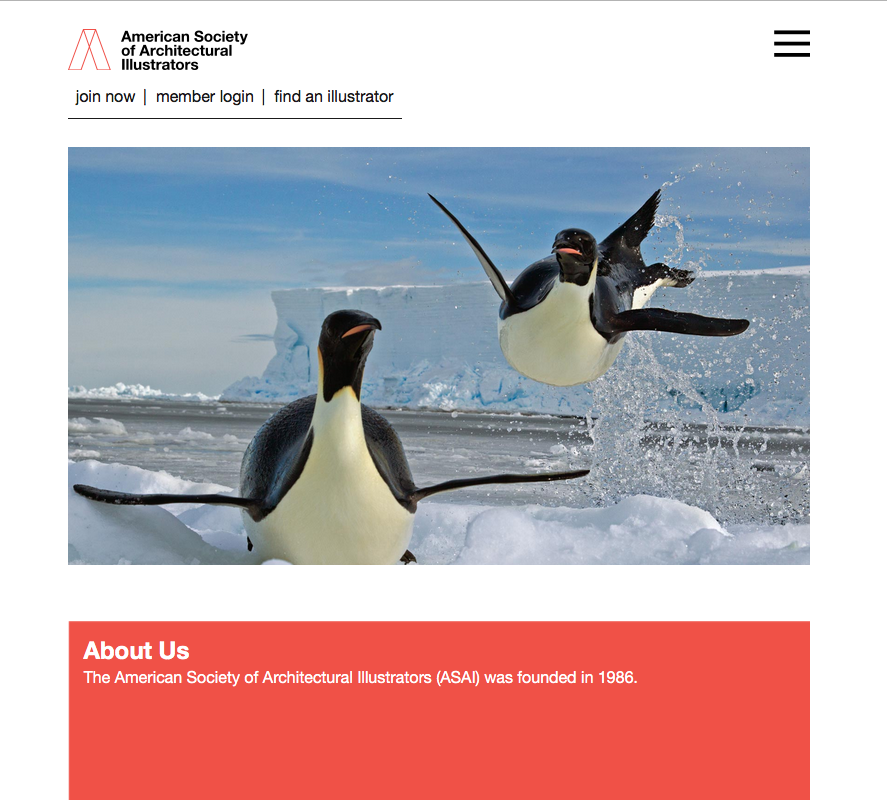 American Society
of Architectural
Illustrators
join now | member login | find an illustrator
About Us
The American Society of Architectural Illustrators (ASAI) was founded in 1986.